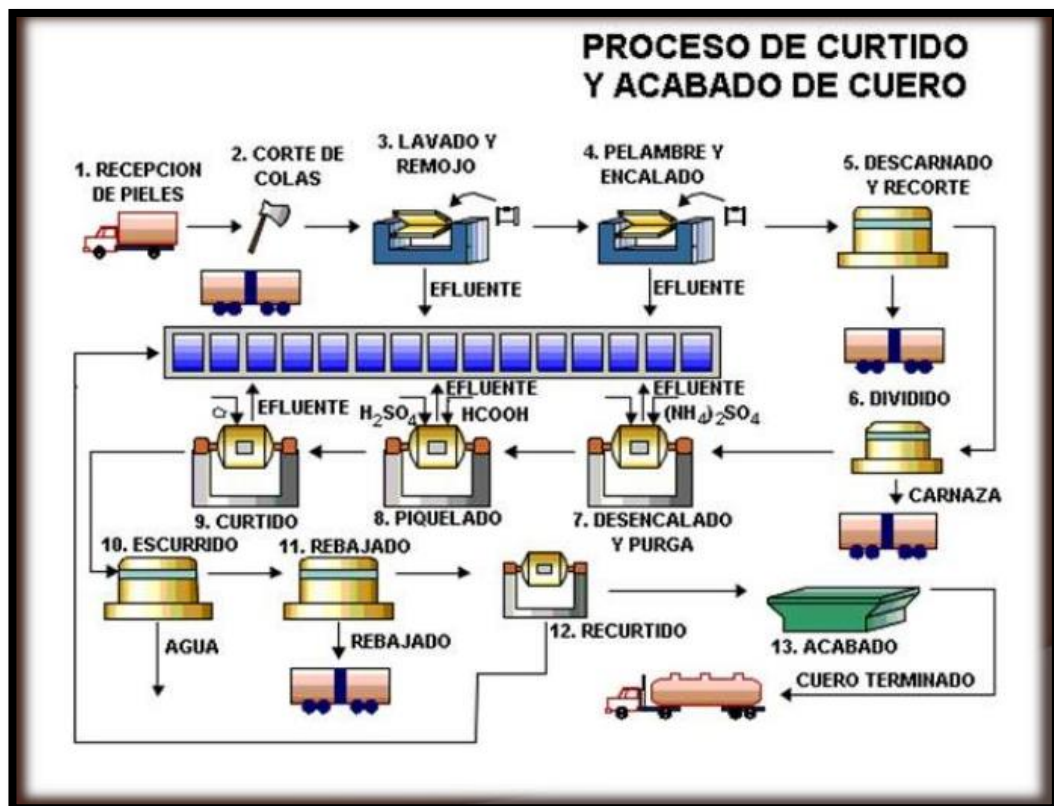 PROCESO DE CURTIDO
Y ACABADO DE CUERO
1. RECEPCION
DE PIELES
2. CORTE DE
COLAS
3. LAVADO Y
REMOJO
4. PELAMBRE Y
ENCALADO
5. DESCARNADO
Y RECORTE
EFLUENTE
EFLUENTE
6. DIVIDIDO
CARNAZA
EFLUENTE
(NH4)2SO4
7. DESENCALADO
Y PURGA
EFLUENTE
H2SO4
HCOOH
8. PIQUELADO
EFLUENTE
9. CURTIDO
10. ESCURRIDO
AGUA
11. REBAJADO
REBAJADO
12. RECURTIDO
13. ACABADO
CUERO TERMINADO